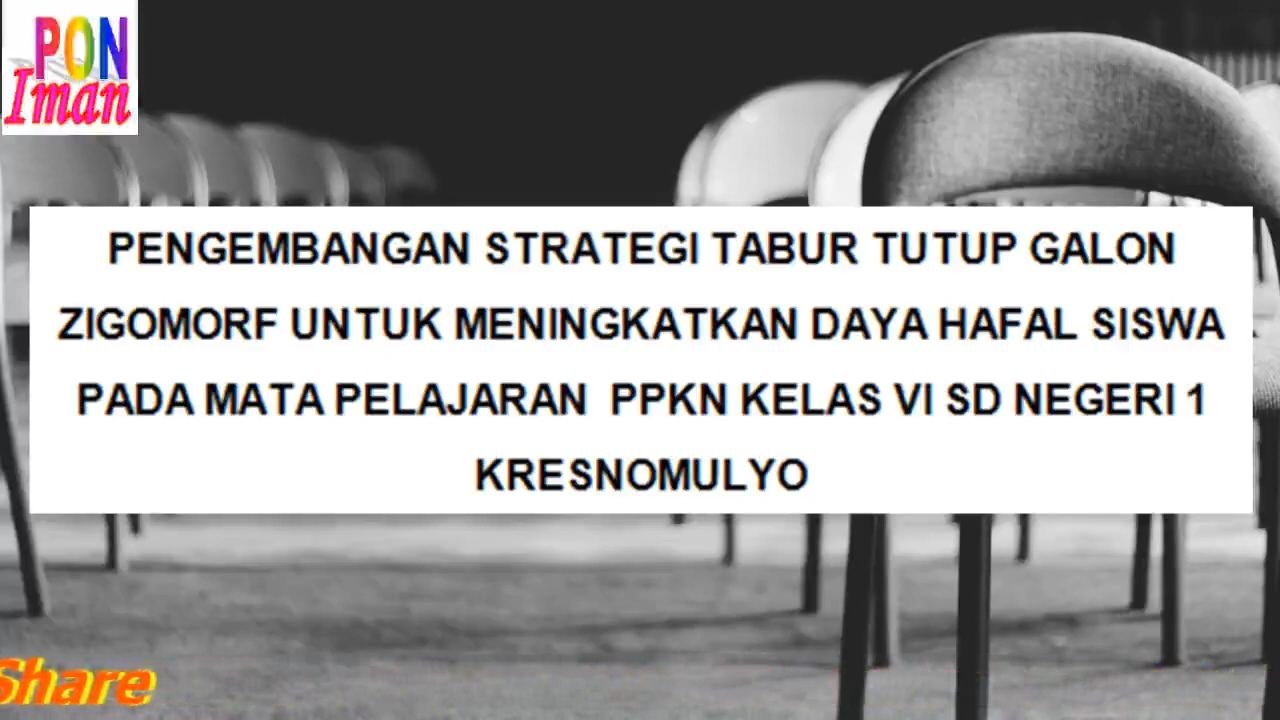 PON
Iman
PENGEMBANGAN STRATEGI TABUR TUTUP GALON
ZIGOMORF UNTUK MENINGKATKAN DAYA HAFAL SISWA
PADA MATA PELAJARAN PPKN KELAS VI SD NEGERI 1
KRESNOMULYO
Share